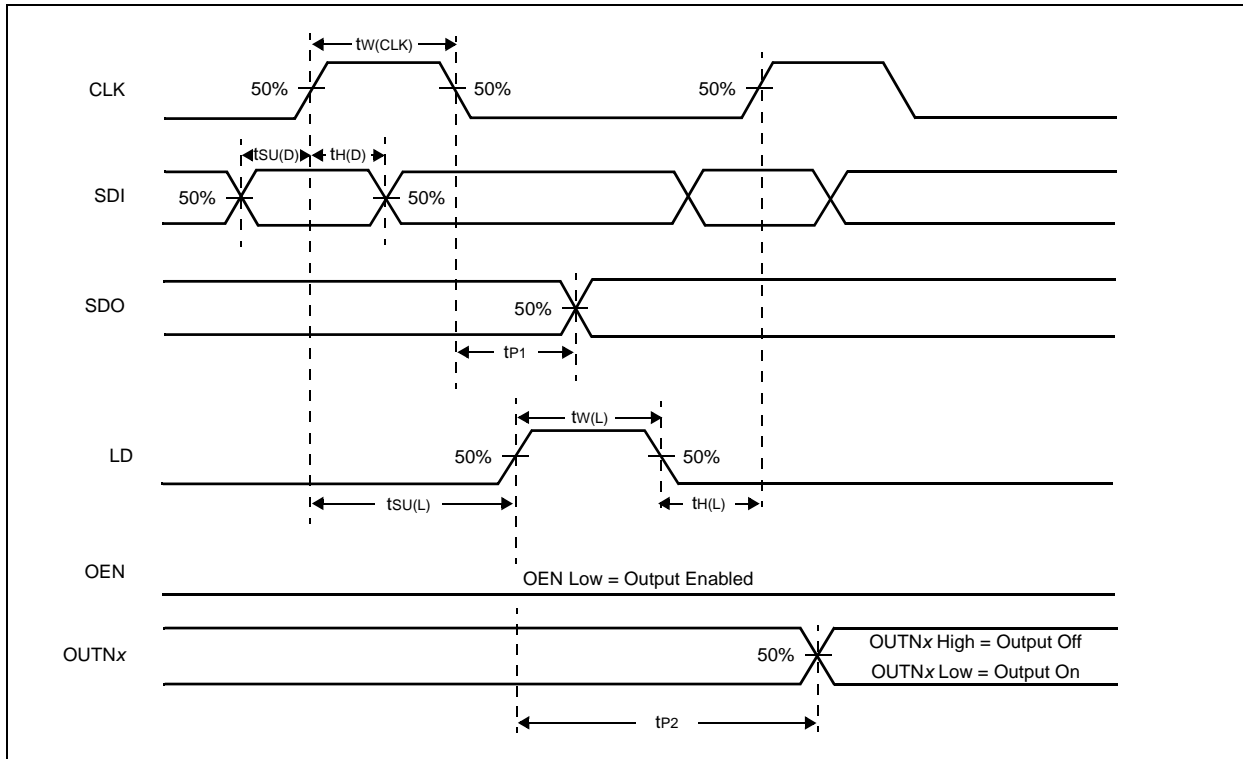 tW(CLK)
CLK
50%
50%
50%
tSU(D)
tH(D)
SDI
50%
50%
SDO
50%
tP1
tW(L)
LD
50%
50%
tSU(L)
tH(L)
OEN
OEN Low = Output Enabled
OUTNx
50%
OUTNx High = Output Off
OUTNx Low = Output On
tP2